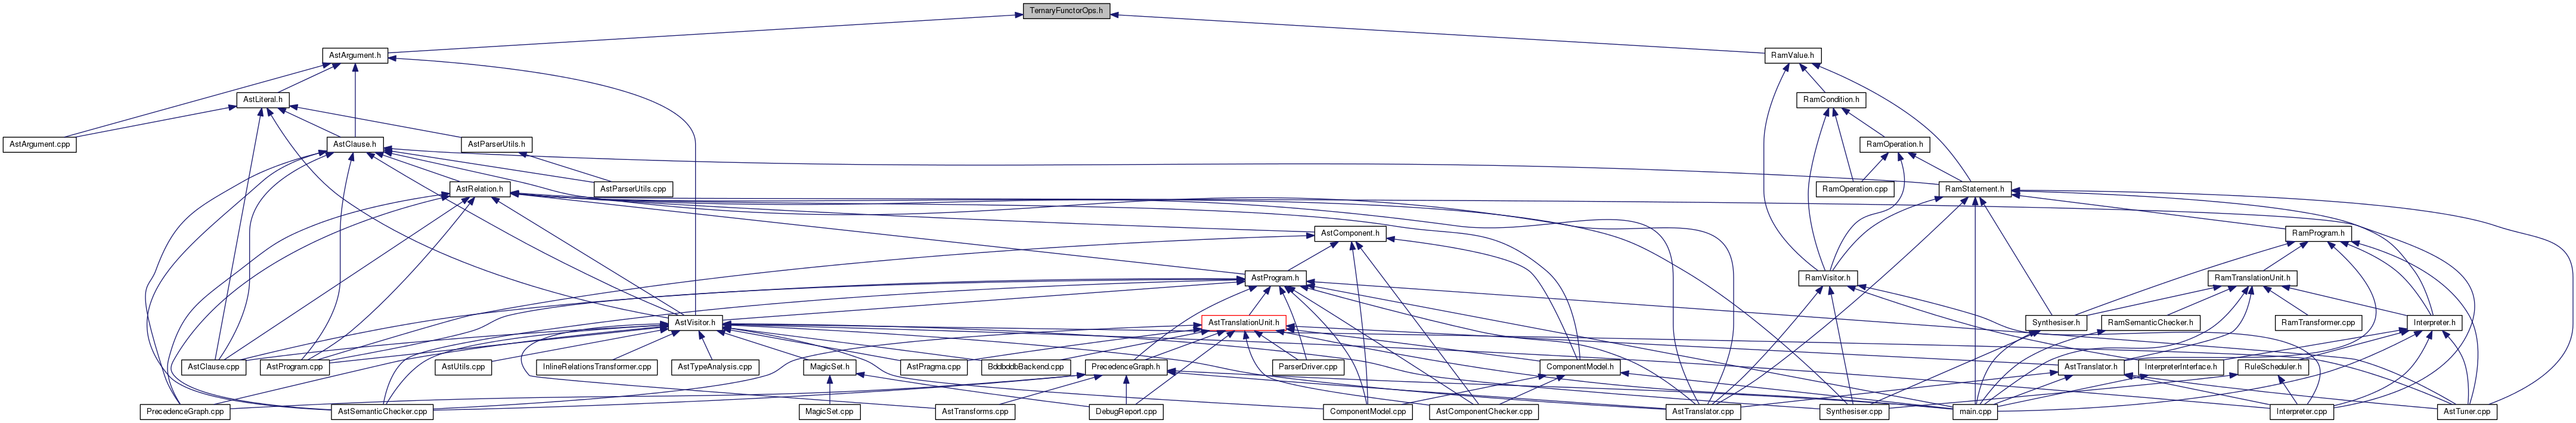 TernaryFunctorOps.h
AstArgument.h
RamValue.h
AstLiteral.h
RamCondition.h
AstArgument.cpp
AstClause.h
AstParserUtils.h
RamOperation.h
AstRelation.h
AstParserUtils.cpp
RamOperation.cpp
RamStatement.h
AstComponent.h
RamProgram.h
AstProgram.h
RamVisitor.h
RamTranslationUnit.h
AstVisitor.h
AstTranslationUnit.h
Synthesiser.h
RamSemanticChecker.h
RamTransformer.cpp
Interpreter.h
AstClause.cpp
AstProgram.cpp
AstUtils.cpp
InlineRelationsTransformer.cpp
AstTypeAnalysis.cpp
MagicSet.h
AstPragma.cpp
BddbddbBackend.cpp
PrecedenceGraph.h
ParserDriver.cpp
ComponentModel.h
AstTranslator.h
InterpreterInterface.h
RuleScheduler.h
PrecedenceGraph.cpp
AstSemanticChecker.cpp
MagicSet.cpp
AstTransforms.cpp
DebugReport.cpp
ComponentModel.cpp
AstComponentChecker.cpp
AstTranslator.cpp
Synthesiser.cpp
main.cpp
Interpreter.cpp
AstTuner.cpp